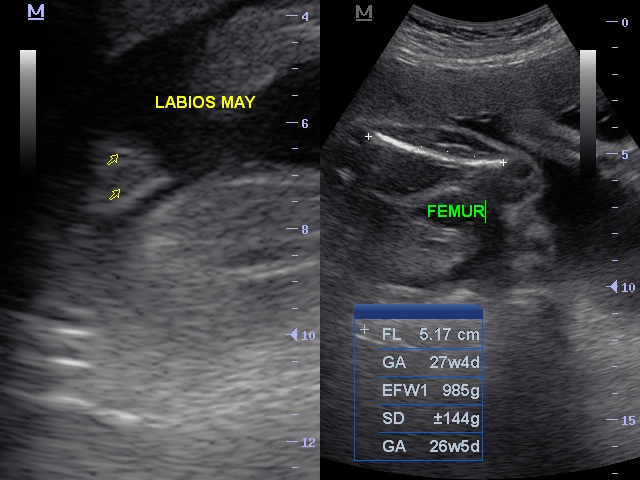 M
4
LABIOS MAY
6
8
10
12
M
0
5
FEMUR
10
15
FL 5.17 cm
GA 27w4d
EFW1 985g
SD ±144g
GA 26w5d